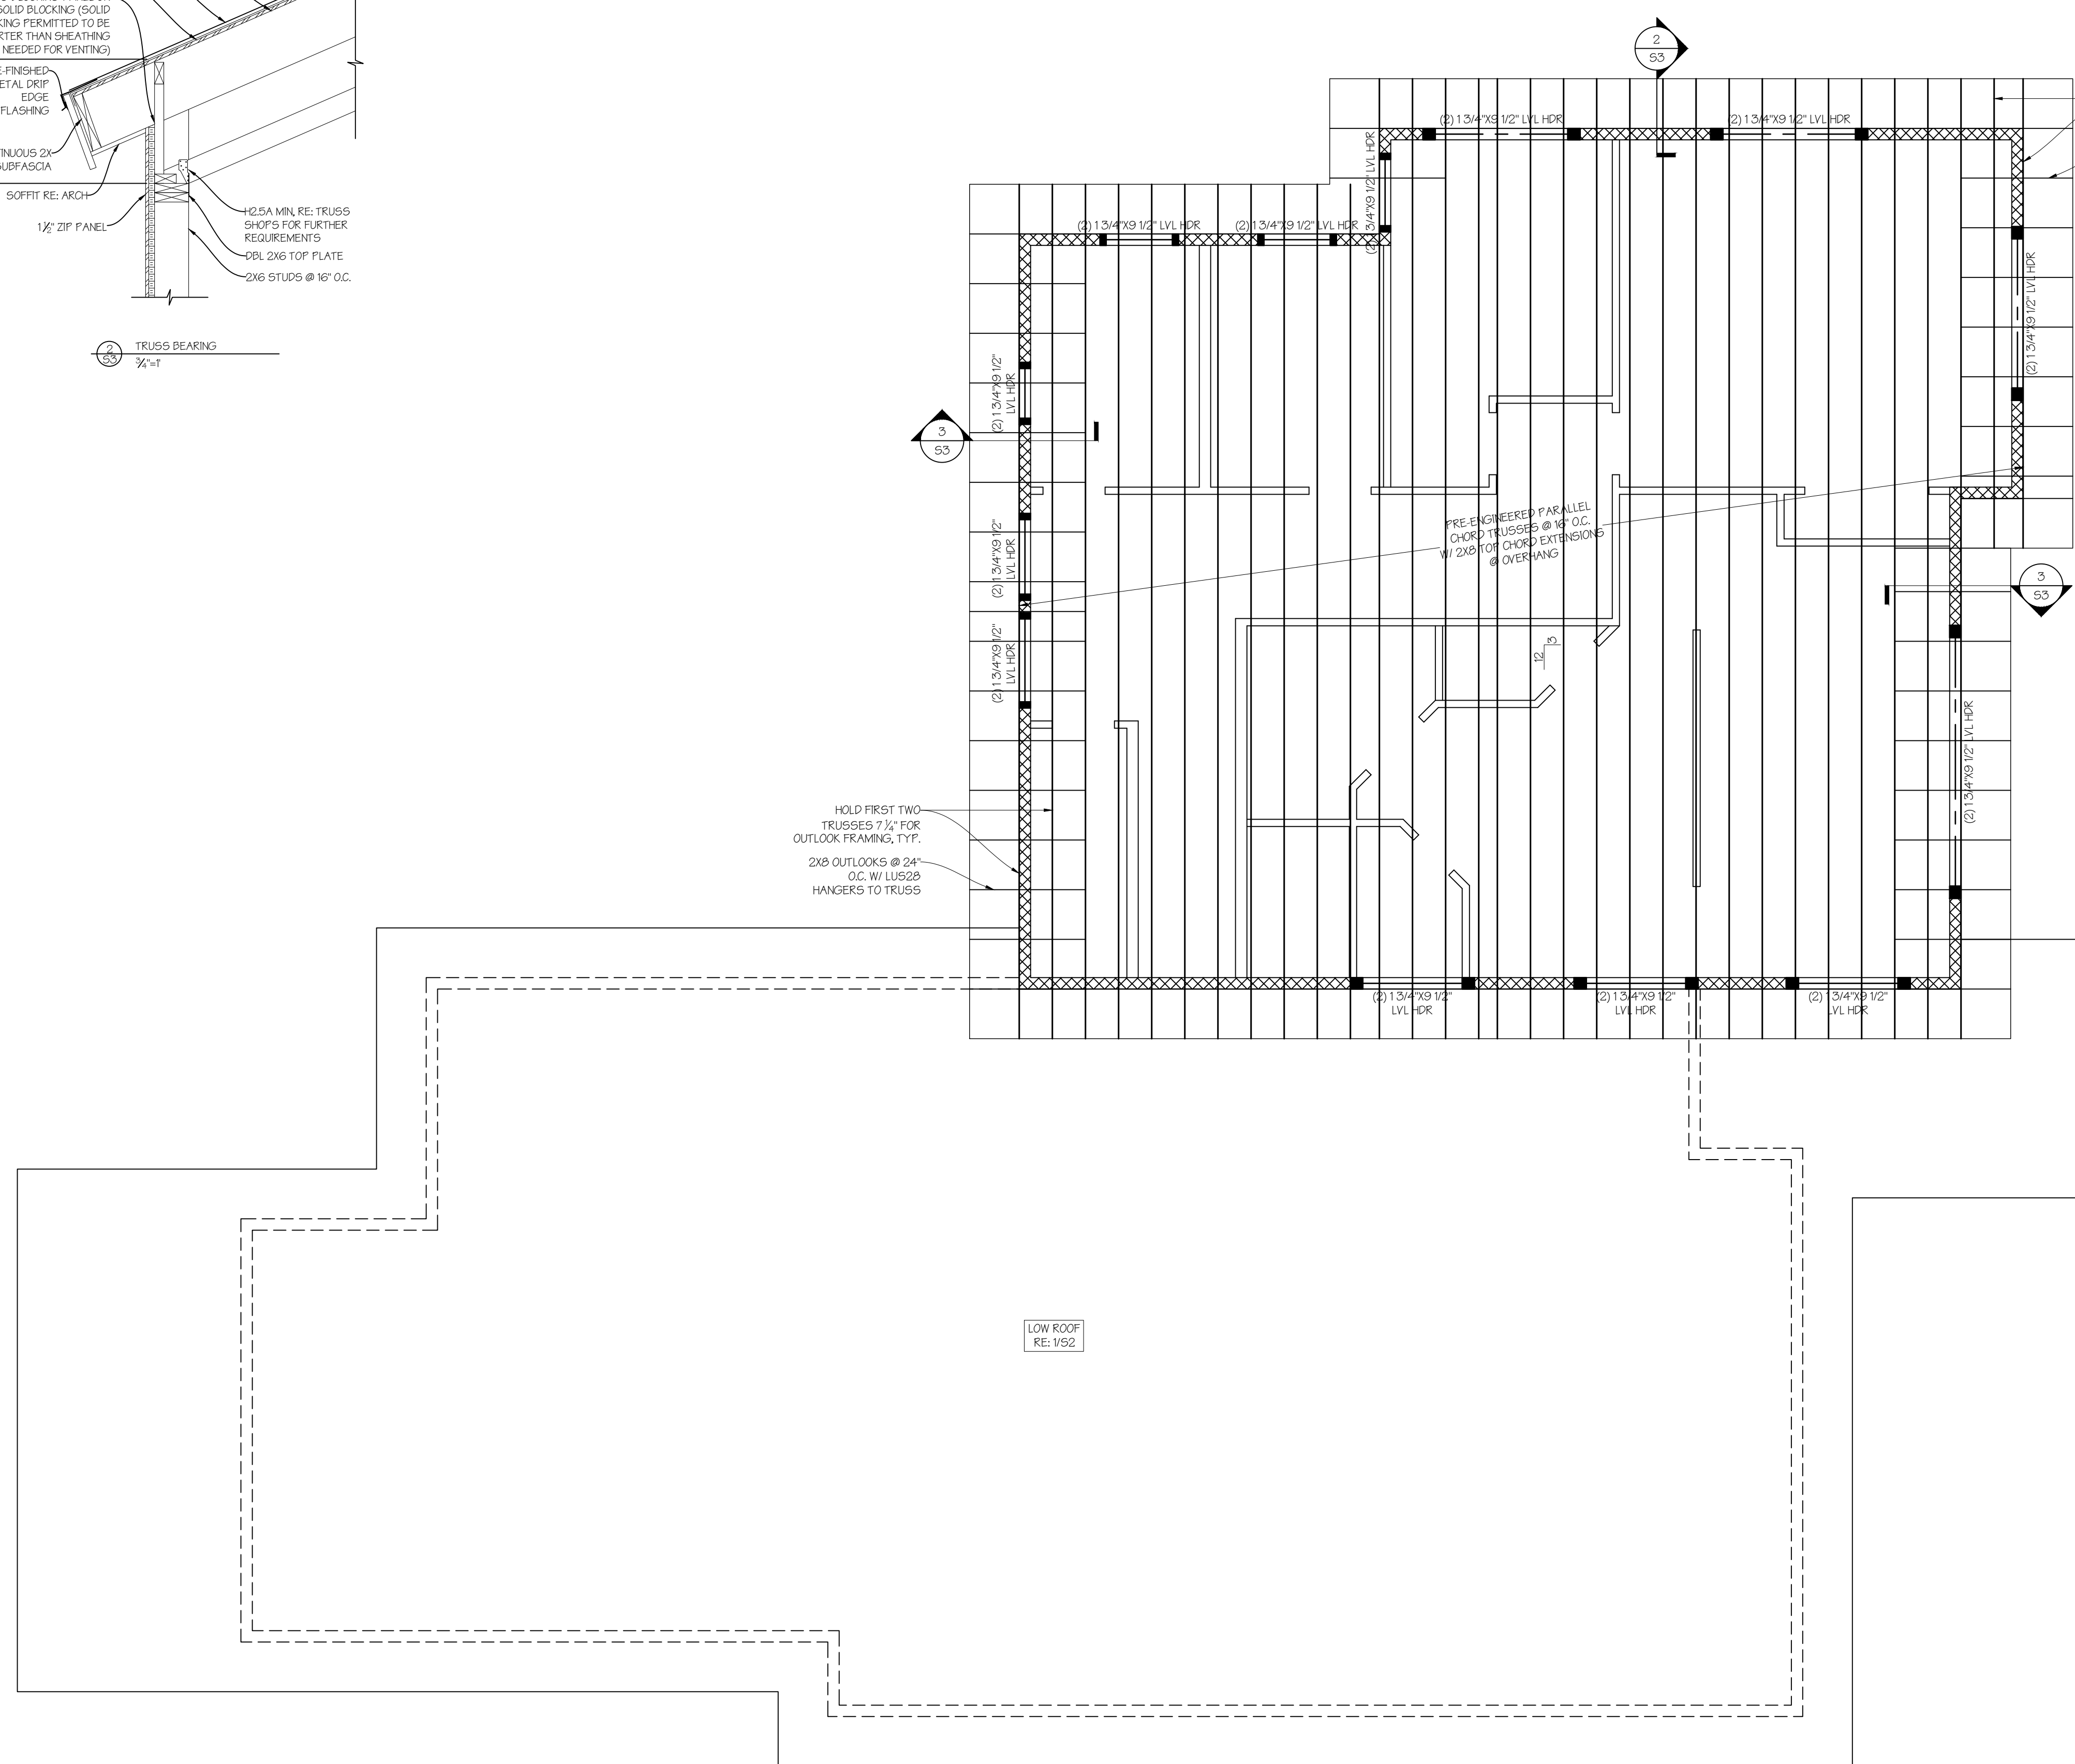 SOLID BLOCKING (SOLID
KING PERMITTED TO BE
RTER THAN SHEATHING
NEEDED FOR VENTING)
E-FINISHED
ETAL DRIP
EDGE
FLASHING
TINUOUS 2X
SUBFASCIA
SOFFIT RE: ARCH
1 1/2" ZIP PANEL
H2.5A MIN, RE: TRUSS
SHOPS FOR FURTHER
REQUIREMENTS
DBL 2X6 TOP PLATE
2X6 STUDS @ 16" O.C.
2
S3
TRUSS BEARING
3/4"=1'
2
S3
(2) 1 3/4"X9 1/2" LVL HDR
(2) 1 3/4"X9 1/2" LVL HDR
(2) 1 3/4"X9 1/2" LVL HDR
(2) 1 3/4"X9 1/2" LVL HDR
(2) 1 3/4"X9 1/2" LVL HDR
(2) 1 3/4"X9 1/2" LVL HDR
(2) 1 3/4"X9 1/2"
LVL HDR
3
S3
(2) 1 3/4"X9 1/2"
LVL HDR
(2) 1 3/4"X9 1/2"
LVL HDR
PRE-ENGINEERED PARALLEL
CHORD TRUSSES @ 16" O.C.
W/ 2X8 TOP CHORD EXTENSIONS
@ OVERHANG
3
S3
12
3
(2) 1 3/4"X9 1/2" LVL HDR
HOLD FIRST TWO
TRUSSES 7 1/4" FOR
OUTLOOK FRAMING, TYP.
2X8 OUTLOOKS @ 24"
O.C. W/ LUS28
HANGERS TO TRUSS
(2) 1 3/4"X9 1/2"
LVL HDR
(2) 1 3/4"X9 1/2"
LVL HDR
(2) 1 3/4"X9 1/2"
LVL HDR
LOW ROOF
RE: 1/S2